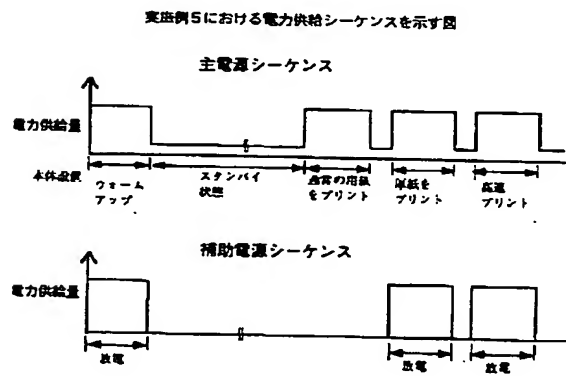 実施例5における電力供給シーケンスを示す図
主電源シーケンス
電力供給量
本体設置
ウォーム
アップ
スタンバイ
状態
通常の用紙
をプリント
厚紙を
プリント
高速
プリント
補助電源シーケンス
電力供給量
放電
放電
放電